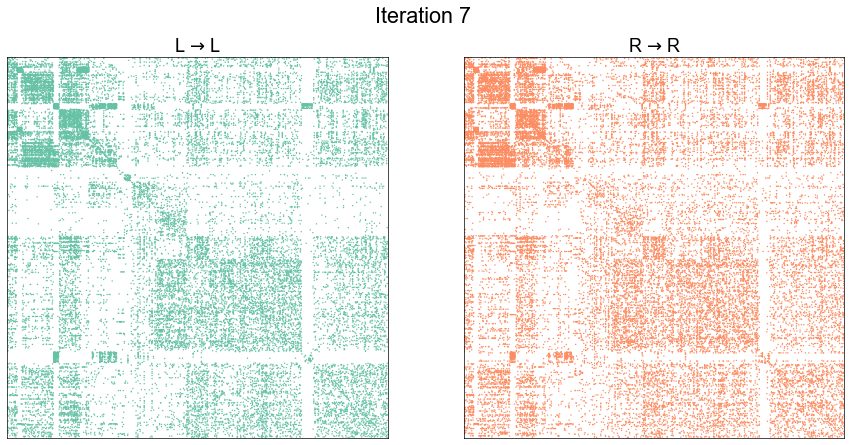 Iteration 7
L → L
R → R